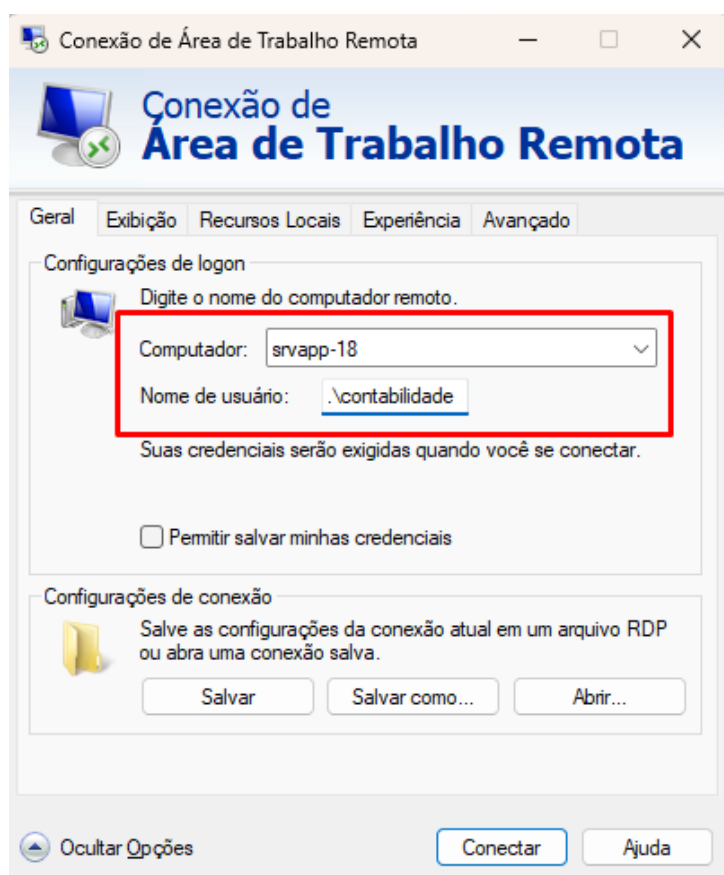 Conexão de Área de Trabalho Remota
Conexão de
Área de Trabalho Remota
Geral Exibição Recursos Locais Experiência Avançado
Configurações de logon
Digite o nome do computador remoto.
Computador: srvapp-18
Nome de usuário: .\contabilidade
Suas credenciais serão exigidas quando você se conectar.
Permitir salvar minhas credenciais
Configurações de conexão
Salve as configurações da conexão atual em um arquivo RDP
ou abra uma conexão salva.
Salvar Salvar como... Abrir...
Ocultar Opções Conectar Ajuda